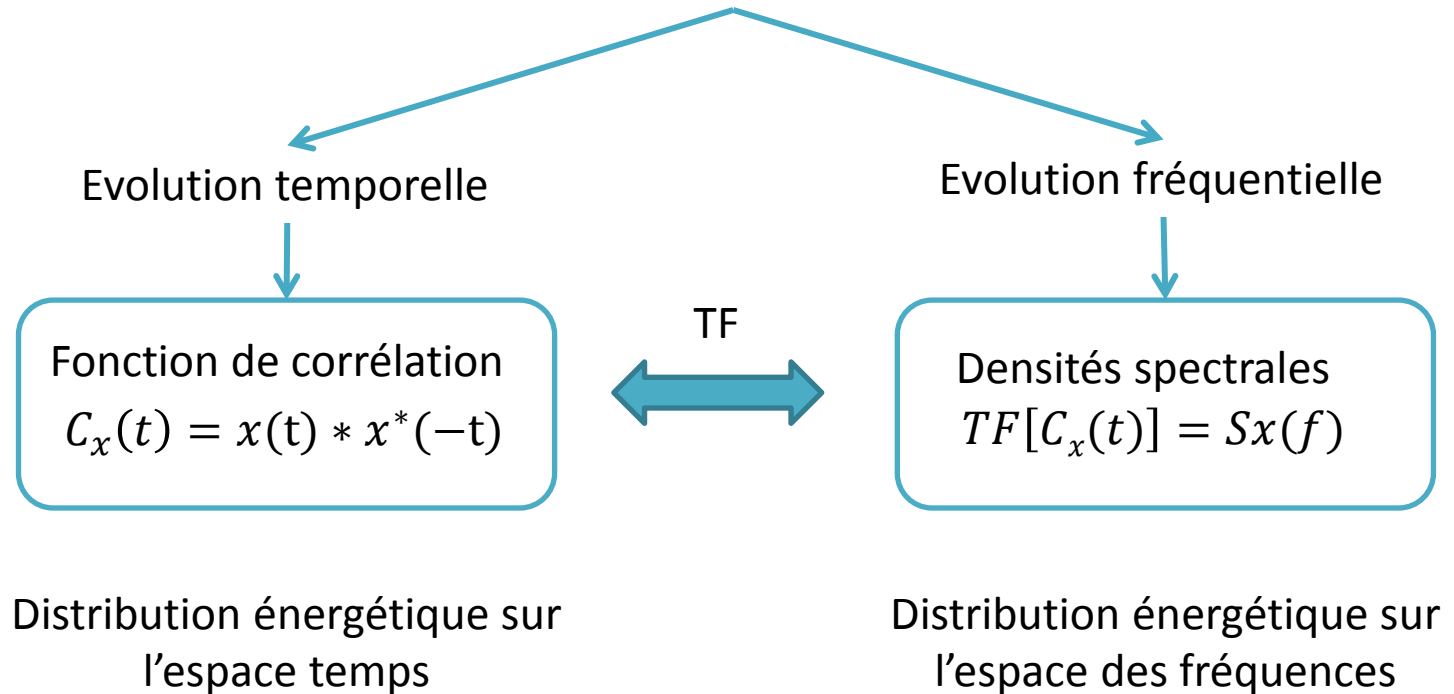 Evolution temporelle
Evolution fréquentielle
TF
Fonction de corrélation
C_x(t) = x(t) * x^*(-t)
Densités spectrales
TF[C_x(t)] = Sx(f)
Distribution énergétique sur
l'espace temps
Distribution énergétique sur
l'espace des fréquences